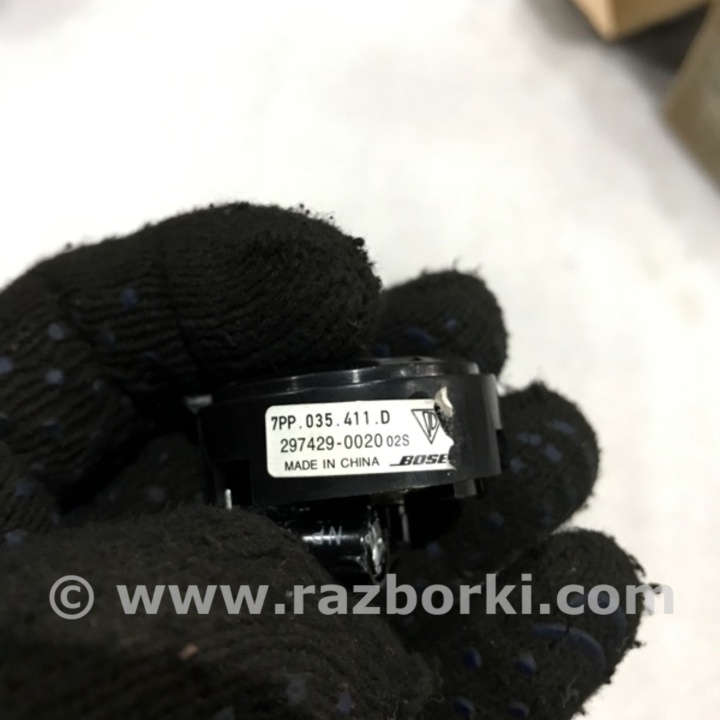 7PP.035.411.D
297429-0020 02S
MADE IN CHINA BOSE
© www.razborki.com